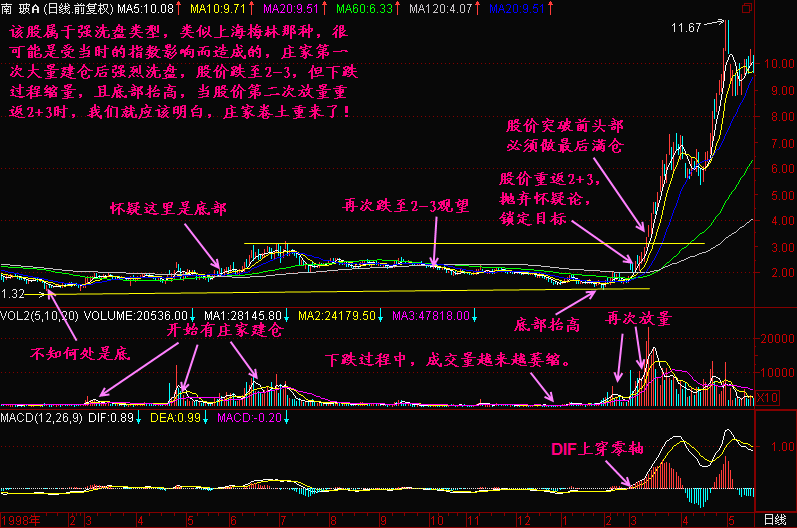 南 玻A (日线.前复权) MA5:10.08↑ MA10:9.71↑ MA20:9.51↑ MA60:6.33↑ MA120:4.07↑ MA20:9.51↑
该股属于强洗盘类型，类似上海梅林那种，很
可能是受当时的指数影响而造成的，庄家第一
次大量建仓后强烈洗盘，股价跌至2-3，但下跌
过程缩量，且底部抬高，当股价第二次放量重
返2+3时，我们就应该明白，庄家卷土重来了！
11.67
10.00
9.00
8.00
6.00
5.00
3.00
2.00
股价突破前头部
必须做最后满仓
股价重返2+3，
抛弃怀疑论，
锁定目标
怀疑这里是底部
再次跌至2-3观望
1.32
VOL2(5,10,20) VOLUME:20536.00↓ MA1:28145.80↓ MA2:24179.50↓ MA3:47818.00↓
底部抬高
再次放量
开始有庄家建仓
不知何处是底
下跌过程中，成交量越来越萎缩。
20000
10000
X10
MACD(12,26,9) DIF:0.89↓ DEA:0.99↓ MACD:-0.20↓
DIF上穿零轴
1.00
1998年 2 3 4 5 6 7 8 9 10 11 12 1 2 3 4 5 日线